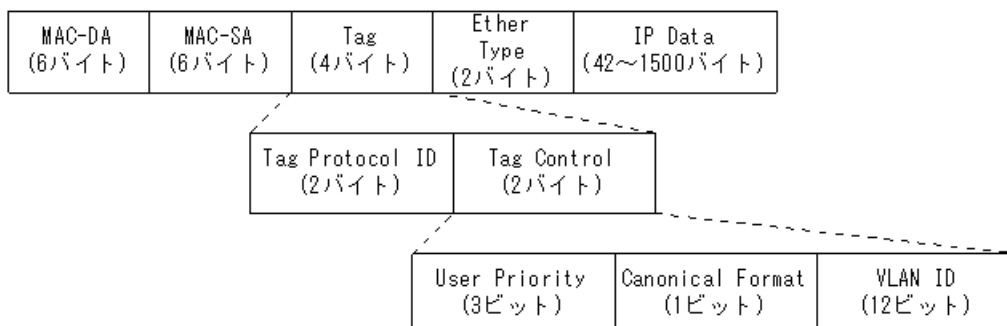 MAC-DA
(6バイト)
MAC-SA
(6バイト)
Tag
(4バイト)
Ether
Type
(2バイト)
IP Data
(42～1500バイト)
Tag Protocol ID
(2バイト)
Tag Control
(2バイト)
User Priority
(3ビット)
Canonical Format
(1ビット)
VLAN ID
(12ビット)